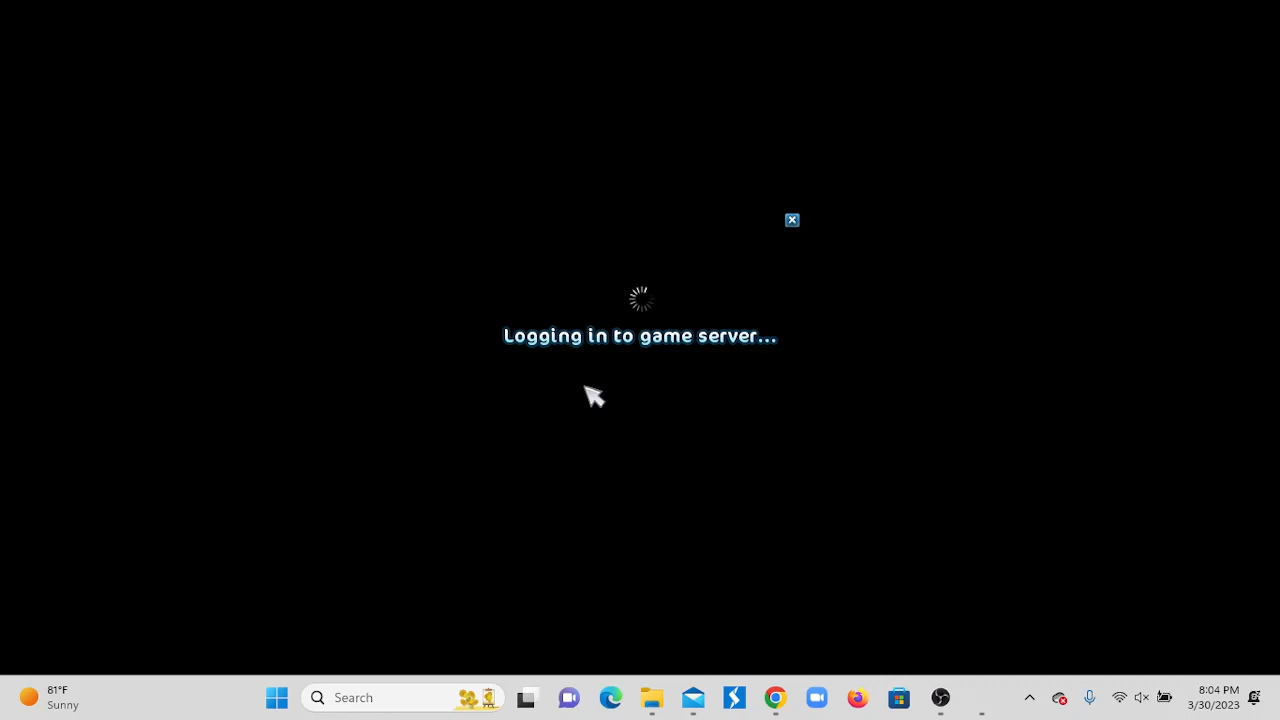 Logging in to game server...
81°F
Sunny
Search
8:04 PM
3/30/2023